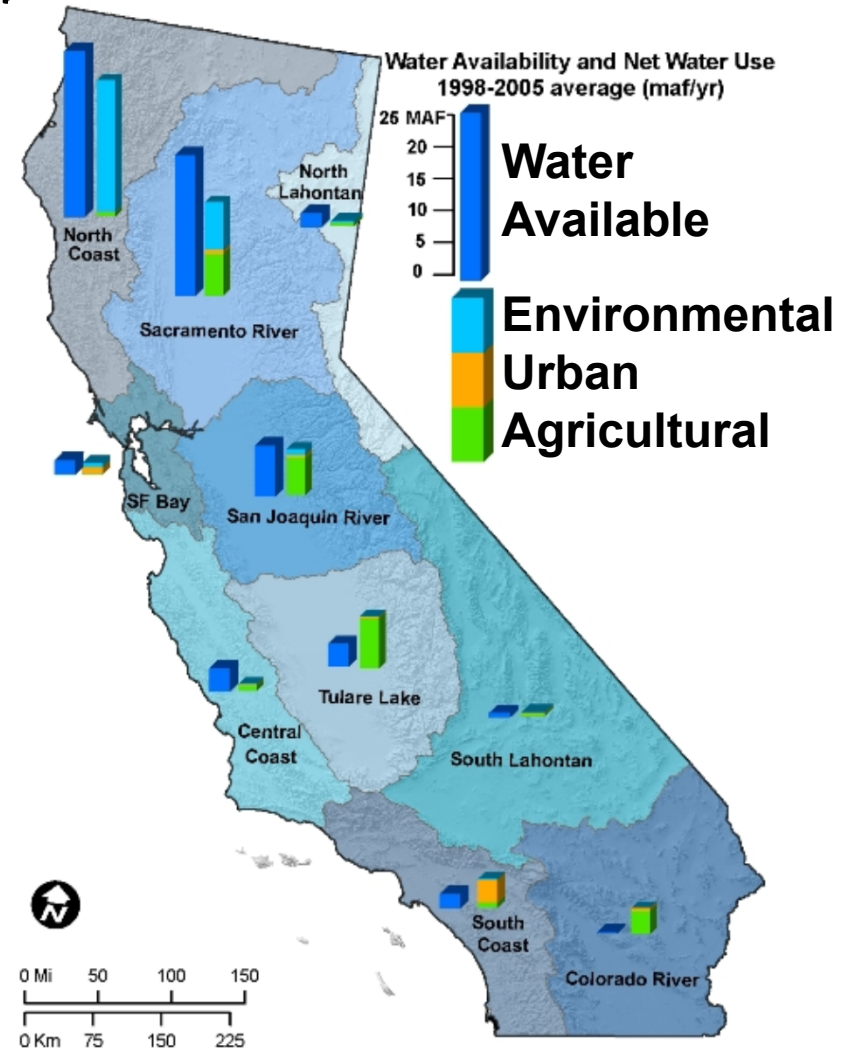 Water Availability and Net Water Use
1998-2005 average (maf/yr)
25 MAF
20
15
10
5
0
Water
Available
Environmental
Urban
Agricultural
North
Coast
North
Lahontan
Sacramento River
SF Bay
San Joaquin River
Tulare Lake
Central
Coast
South Lahontan
South
Coast
Colorado River
N
0 Mi 50 100 150
0 Km 75 150 225